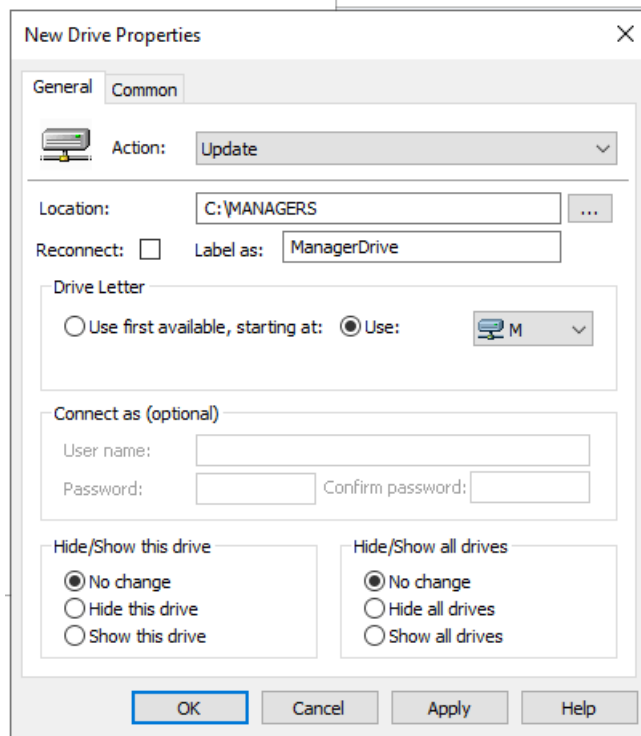 New Drive Properties
General Common
Action: Update
Location: C:\MANAGERS ...
Reconnect: Label as: ManagerDrive
Drive Letter
Use first available, starting at: Use: M
Connect as (optional)
User name:
Password: Confirm password:
Hide/Show this drive Hide/Show all drives
No change No change
Hide this drive Hide all drives
Show this drive Show all drives
OK Cancel Apply Help